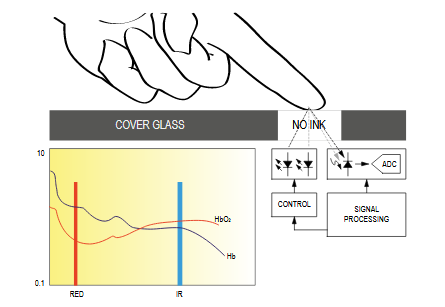 COVER GLASS
NO INK
10
0.1
HbO₂
Hb
RED
IR
ADC
CONTROL
SIGNAL
PROCESSING